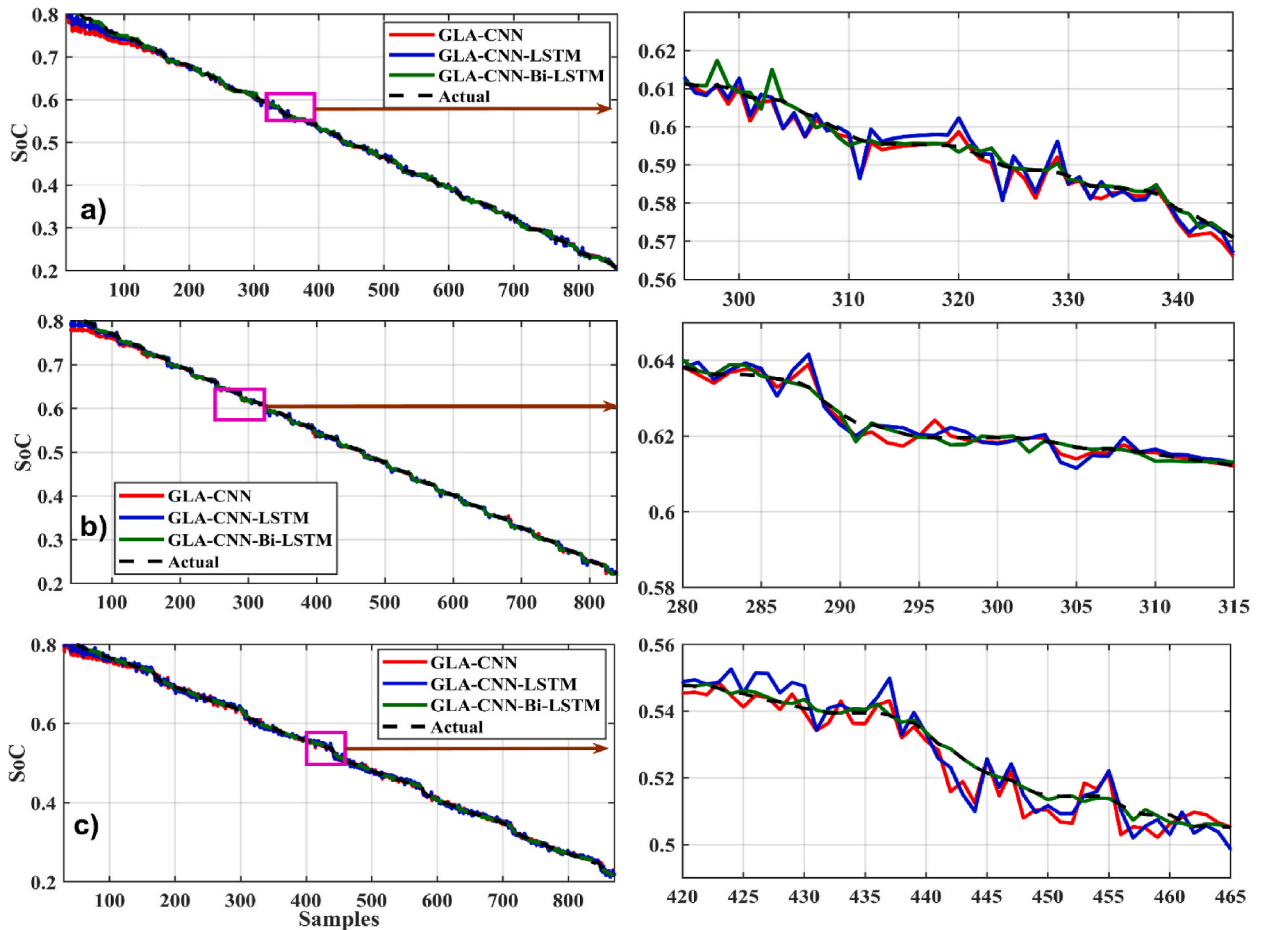 0.8
0.7
0.6
0.5
0.4
0.3
0.2
SoC
a)
GLA-CNN
GLA-CNN-LSTM
GLA-CNN-Bi-LSTM
Actual
100 200 300 400 500 600 700 800
0.62
0.61
0.6
0.59
0.58
0.57
0.56
300 310 320 330 340
0.8
0.7
0.6
0.5
0.4
0.3
0.2
SoC
b)
GLA-CNN
GLA-CNN-LSTM
GLA-CNN-Bi-LSTM
Actual
100 200 300 400 500 600 700 800
0.64
0.62
0.6
0.58
280 285 290 295 300 305 310 315
0.8
0.6
0.4
0.2
SoC
c)
GLA-CNN
GLA-CNN-LSTM
GLA-CNN-Bi-LSTM
Actual
100 200 300 400 500 600 700 800
Samples
0.56
0.54
0.52
0.5
420 425 430 435 440 445 450 455 460 465